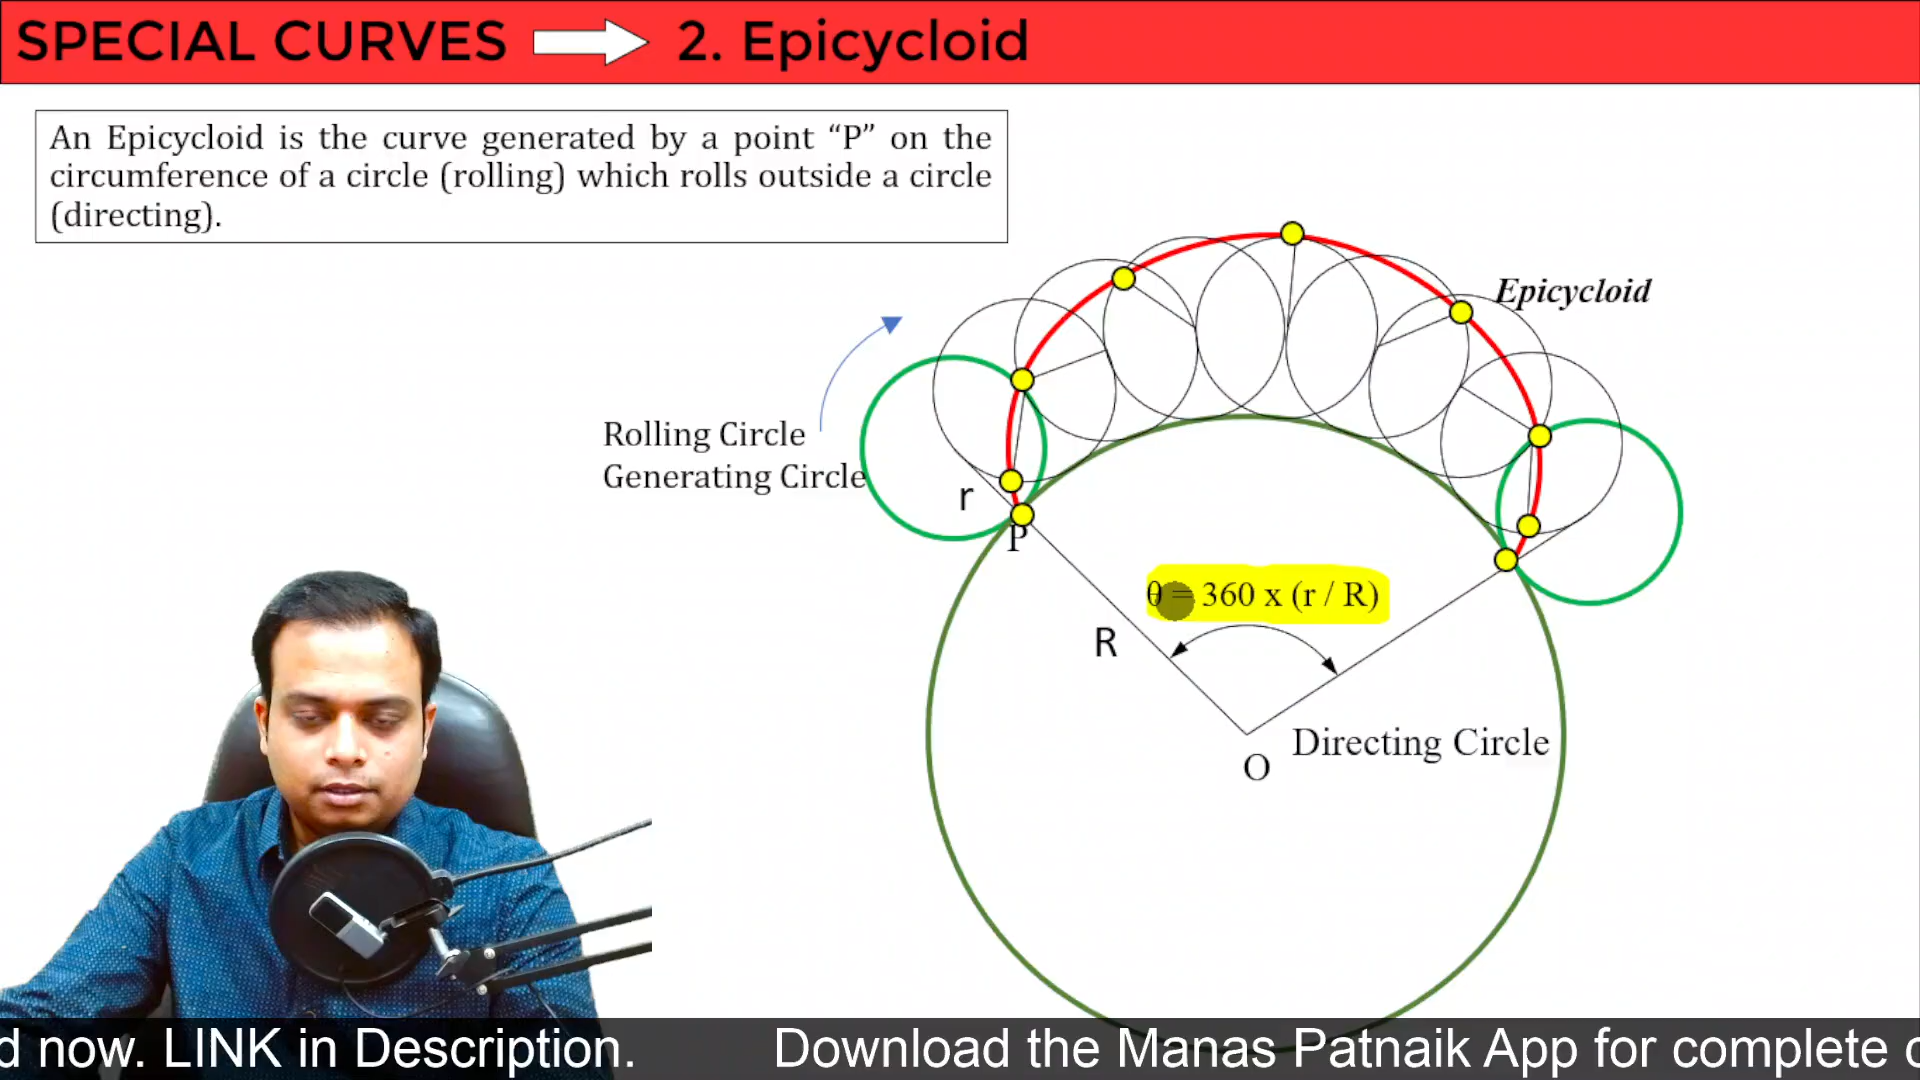 SPECIAL CURVES 2. Epicycloid
An Epicycloid is the curve generated by a point “P” on the
circumference of a circle (rolling) which rolls outside a circle
(directing).
Epicycloid
Rolling Circle
Generating Circle
r
P
θ = 360 x (r / R)
R
Directing Circle
O
d now. LINK in Description. Download the Manas Patnaik App for complete c